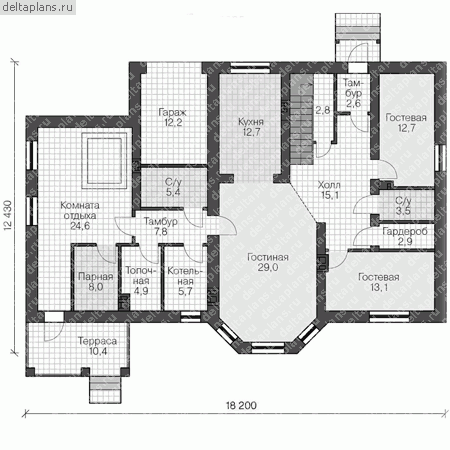 deltaplans.ru
Гараж
12,2
Кухня
12,7
2,8
Там-
бур
2,6
Гостевая
12,7
С/у
5,4
Холл
15,1
Комната
отдыха
24,6
Тамбур
7,8
С/у
3,5
Гардероб
2,9
Гостиная
29,0
Парная
8,0
Топоч-
ная
4,9
Котель-
ная
5,7
Гостевая
13,1
Терраса
10,4
12 430
18 200